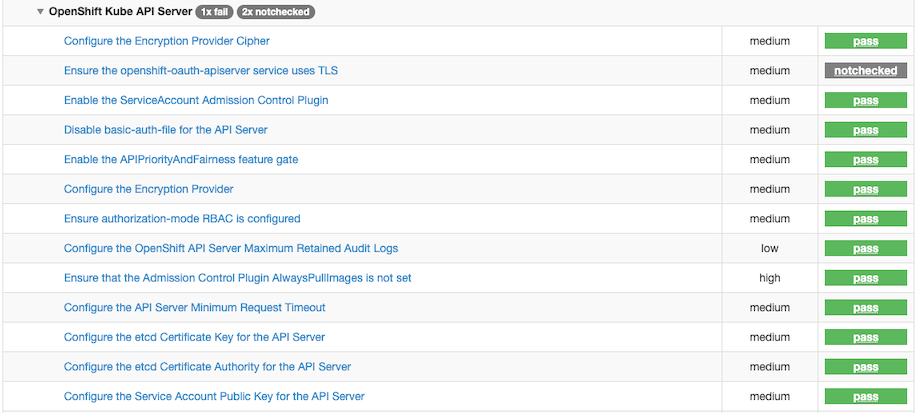 OpenShift Kube API Server 1x fail 2x notchecked
Configure the Encryption Provider Cipher medium pass
Ensure the openshift-oauth-apiserver service uses TLS medium notchecked
Enable the ServiceAccount Admission Control Plugin medium pass
Disable basic-auth-file for the API Server medium pass
Enable the APIPriorityAndFairness feature gate medium pass
Configure the Encryption Provider medium pass
Ensure authorization-mode RBAC is configured medium pass
Configure the OpenShift API Server Maximum Retained Audit Logs low pass
Ensure that the Admission Control Plugin AlwaysPullImages is not set high pass
Configure the API Server Minimum Request Timeout medium pass
Configure the etcd Certificate Key for the API Server medium pass
Configure the etcd Certificate Authority for the API Server medium pass
Configure the Service Account Public Key for the API Server medium pass